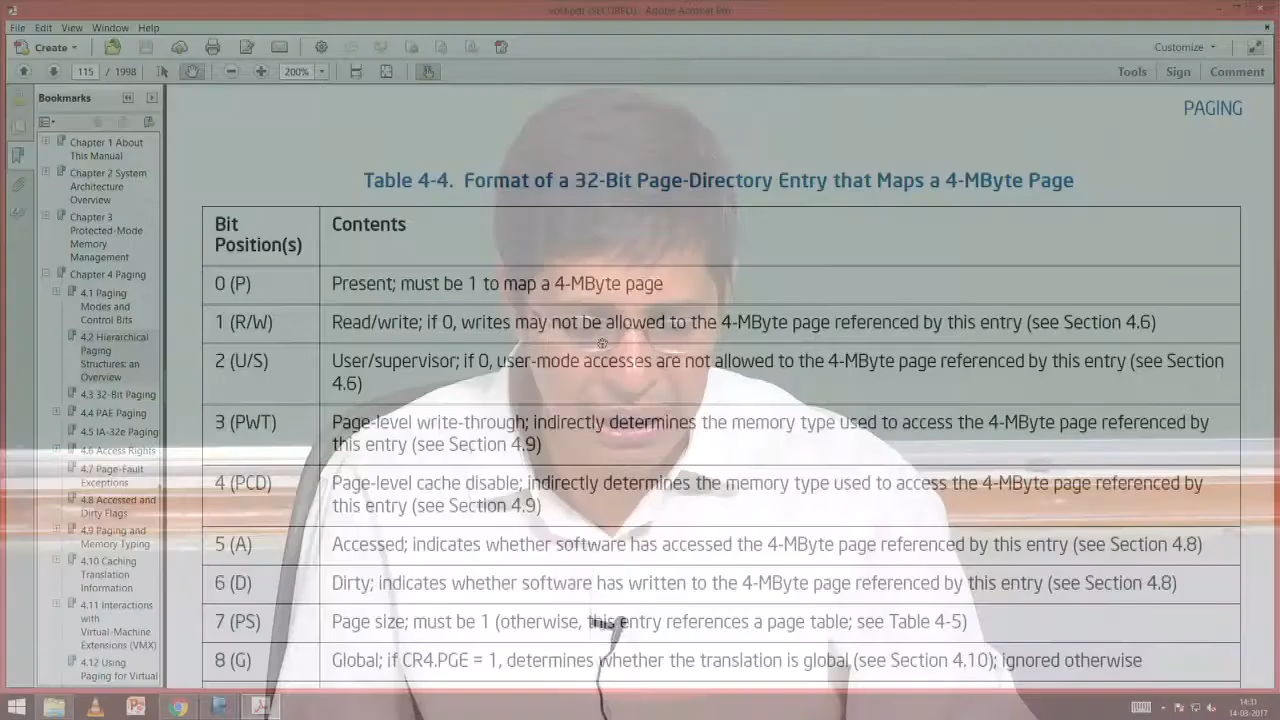 vol3.pdf (SECURED) - Adobe Acrobat Pro
File Edit View Window Help
Create
Customize
115 / 1998
200%
Tools Sign Comment
Bookmarks
Chapter 1 About
This Manual
Chapter 2 System
Architecture
Overview
Chapter 3
Protected-Mode
Memory
Management
Chapter 4 Paging
4.1 Paging
Modes and
Control Bits
4.2 Hierarchical
Paging
Structures: an
Overview
4.3 32-Bit Paging
4.4 PAE Paging
4.5 IA-32e Paging
4.6 Access Rights
4.7 Page-Fault
Exceptions
4.8 Accessed and
Dirty Flags
4.9 Paging and
Memory Typing
4.10 Caching
Translation
Information
4.11 Interactions
with
Virtual-Machine
Extensions (VMX)
4.12 Using
Paging for Virtual
PAGING
Table 4-4. Format of a 32-Bit Page-Directory Entry that Maps a 4-MByte Page
Bit
Position(s)
Contents
0 (P)
Present; must be 1 to map a 4-MByte page
1 (R/W)
Read/write; if 0, writes may not be allowed to the 4-MByte page referenced by this entry (see Section 4.6)
2 (U/S)
User/supervisor; if 0, user-mode accesses are not allowed to the 4-MByte page referenced by this entry (see Section
4.6)
3 (PWT)
Page-level write-through; indirectly determines the memory type used to access the 4-MByte page referenced by
this entry (see Section 4.9)
4 (PCD)
Page-level cache disable; indirectly determines the memory type used to access the 4-MByte page referenced by
this entry (see Section 4.9)
5 (A)
Accessed; indicates whether software has accessed the 4-MByte page referenced by this entry (see Section 4.8)
6 (D)
Dirty; indicates whether software has written to the 4-MByte page referenced by this entry (see Section 4.8)
7 (PS)
Page size; must be 1 (otherwise, this entry references a page table; see Table 4-5)
8 (G)
Global; if CR4.PGE = 1, determines whether the translation is global (see Section 4.10); ignored otherwise
14:31
14-03-2017